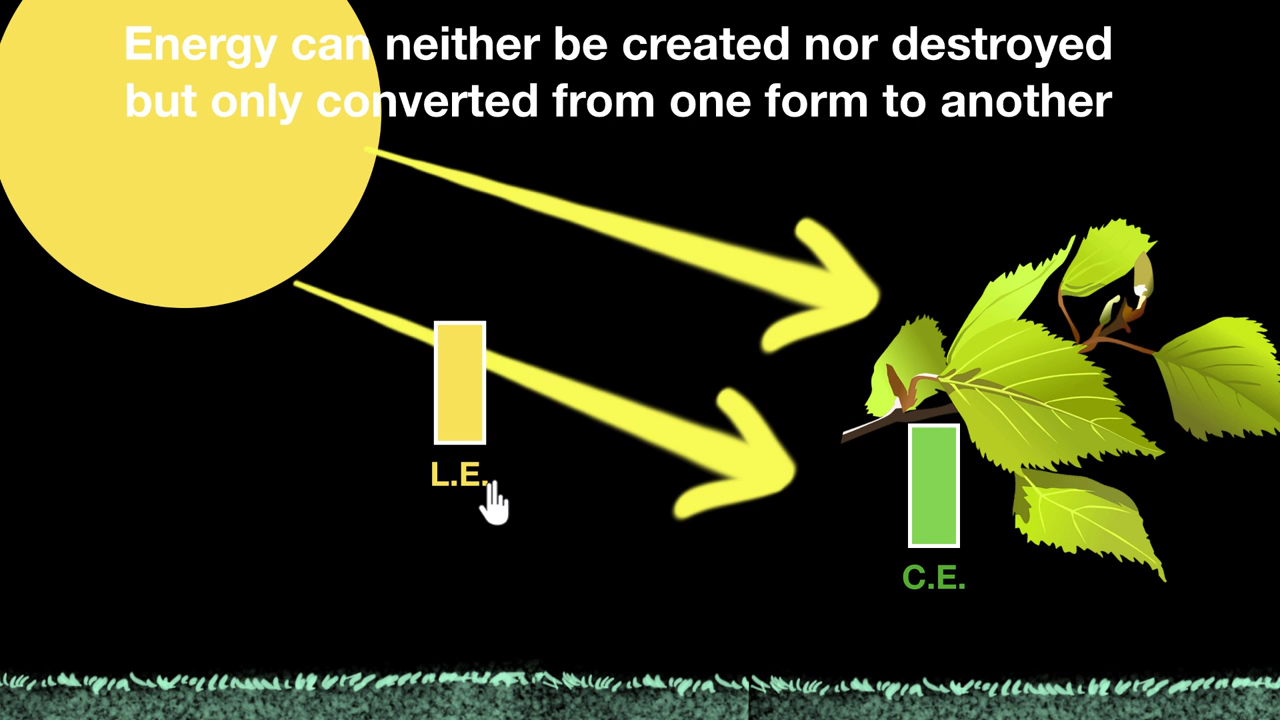 Energy can neither be created nor destroyed
but only converted from one form to another
L.E.
C.E.